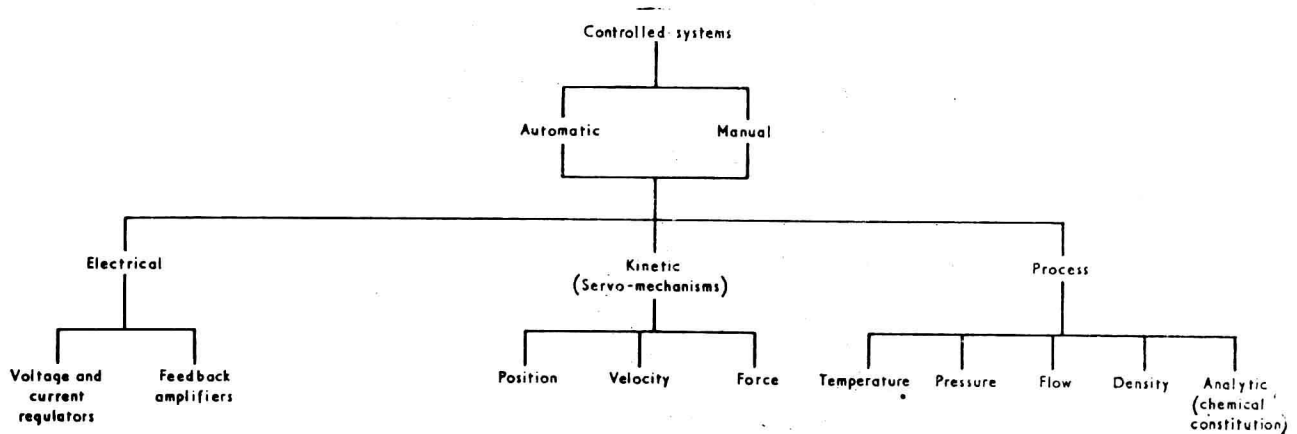 Controlled systems
Automatic
Manual
Electrical
Kinetic
(Servo-mechanisms)
Process
Voltage and
current
regulators
Feedback
amplifiers
Position
Velocity
Force
Temperature
Pressure
Flow
Density
Analytic
(chemical
constitution)